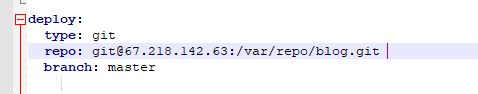 deploy:
  type: git
  repo: git@67.218.142.63:/var/repo/blog.git
  branch: master